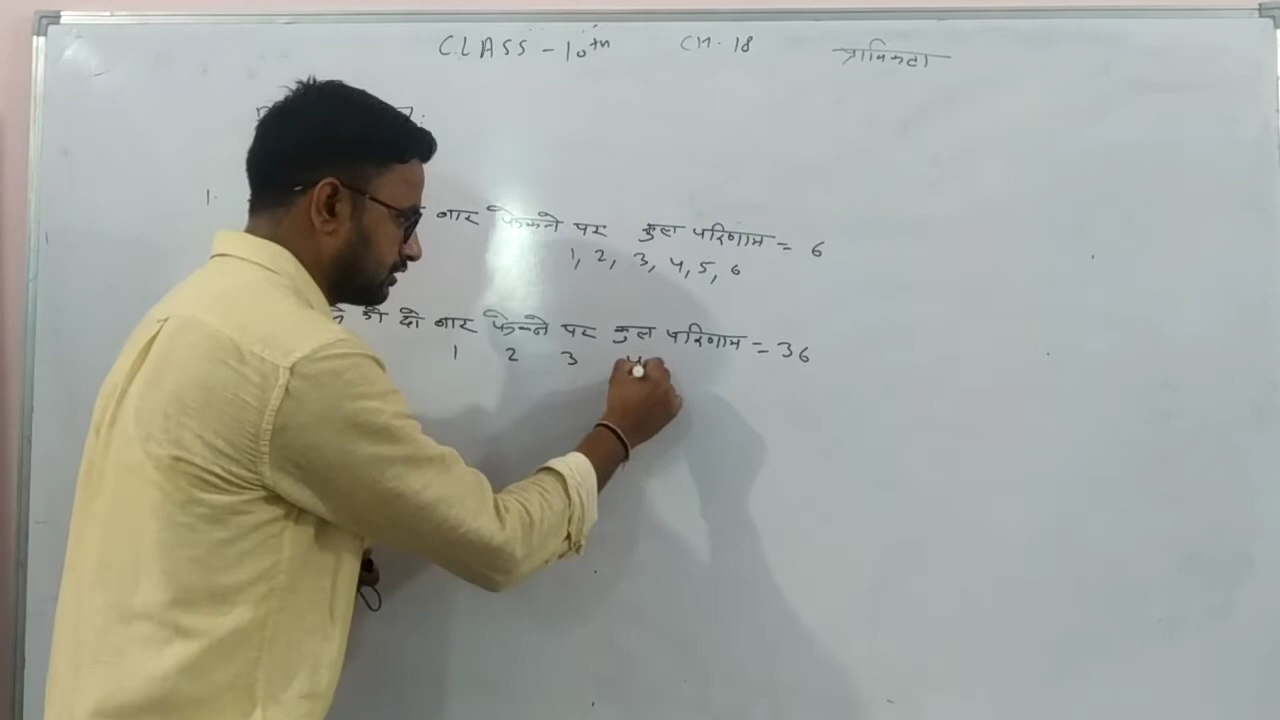 CLASS - 10th CH. 18 प्रायिकता
1. बार फेंकने पर कुल परिणाम = 6
1, 2, 3, 4, 5, 6
को दो बार फेंकने पर कुल परिणाम = 36
1 2 3 4